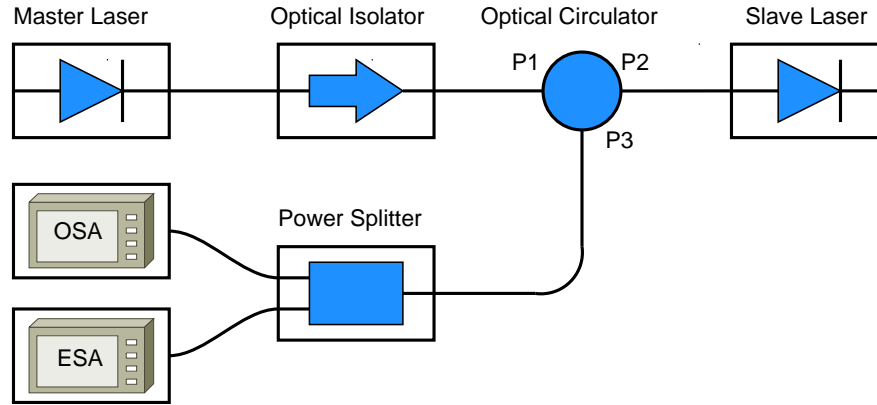 Master Laser
Optical Isolator
Optical Circulator
Slave Laser
P1
P2
P3
OSA
Power Splitter
ESA